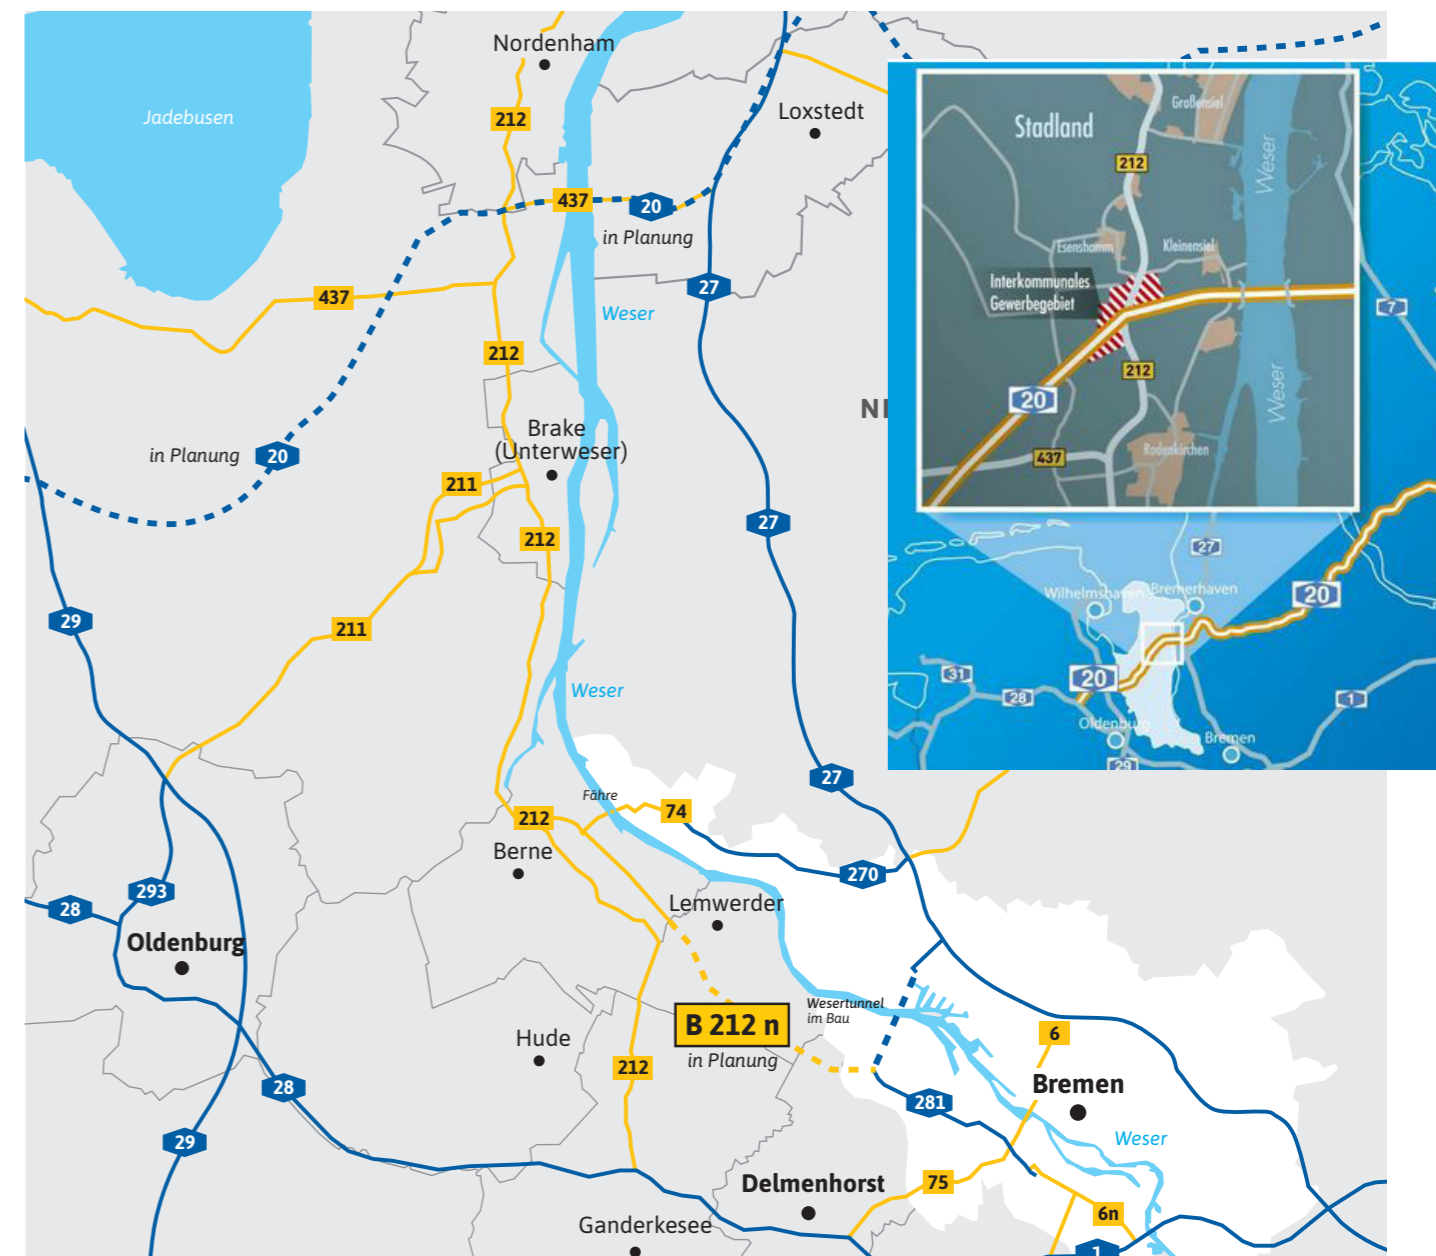 Nordenham
Jadebusen
212
Loxstedt
437
20
in Planung
27
437
Weser
212
NI
Brake
(Unterweser)
in Planung
20
211
212
27
29
211
Weser
27
Fähre
212
74
Berne
270
293
28
Lemwerder
Oldenburg
Wesertunnel
im Bau
B 212 n
in Planung
6
Hude
212
Bremen
28
281
29
Weser
Delmenhorst
75
6n
Ganderkesee
1
Stadland
Großensiel
Weser
212
Esenshamm
Kleinensiel
Interkommunales
Gewerbegebiet
212
20
Weser
437
Rodenkirchen
7
27
Wilhelmshaven
Bremerhaven
20
31
28
20
1
Oldenburg
Bremen
29